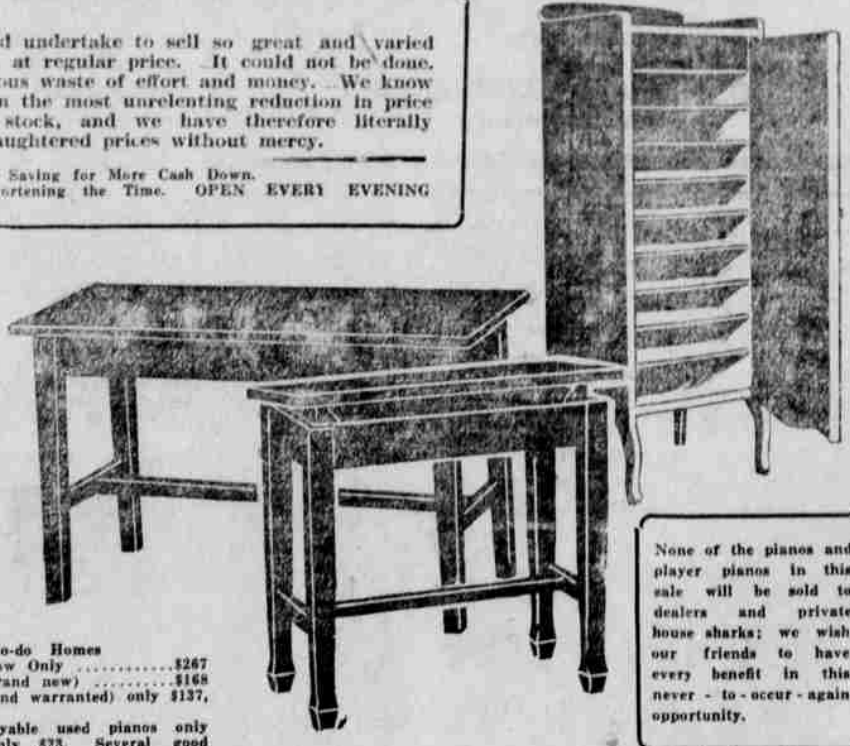 undertake to sell so great and varied
at regular price. It could not be done.
waste of effort and money. We know
the most unrelenting reduction in price
stock, and we have therefore literally
prices without mercy.
Saving for More Cash Down.
the Time. OPEN EVERY EVENING
None of the pianos and
player pianos in this
sale will be sold to
dealers and private
house sharks; we wish
our friends to have
every benefit in this
never - to - occur - again
opportunity.
o-do Homes
Only ............$267
and new) ..........$168
nd warranted) only $137,
yable used pianos only
Several good